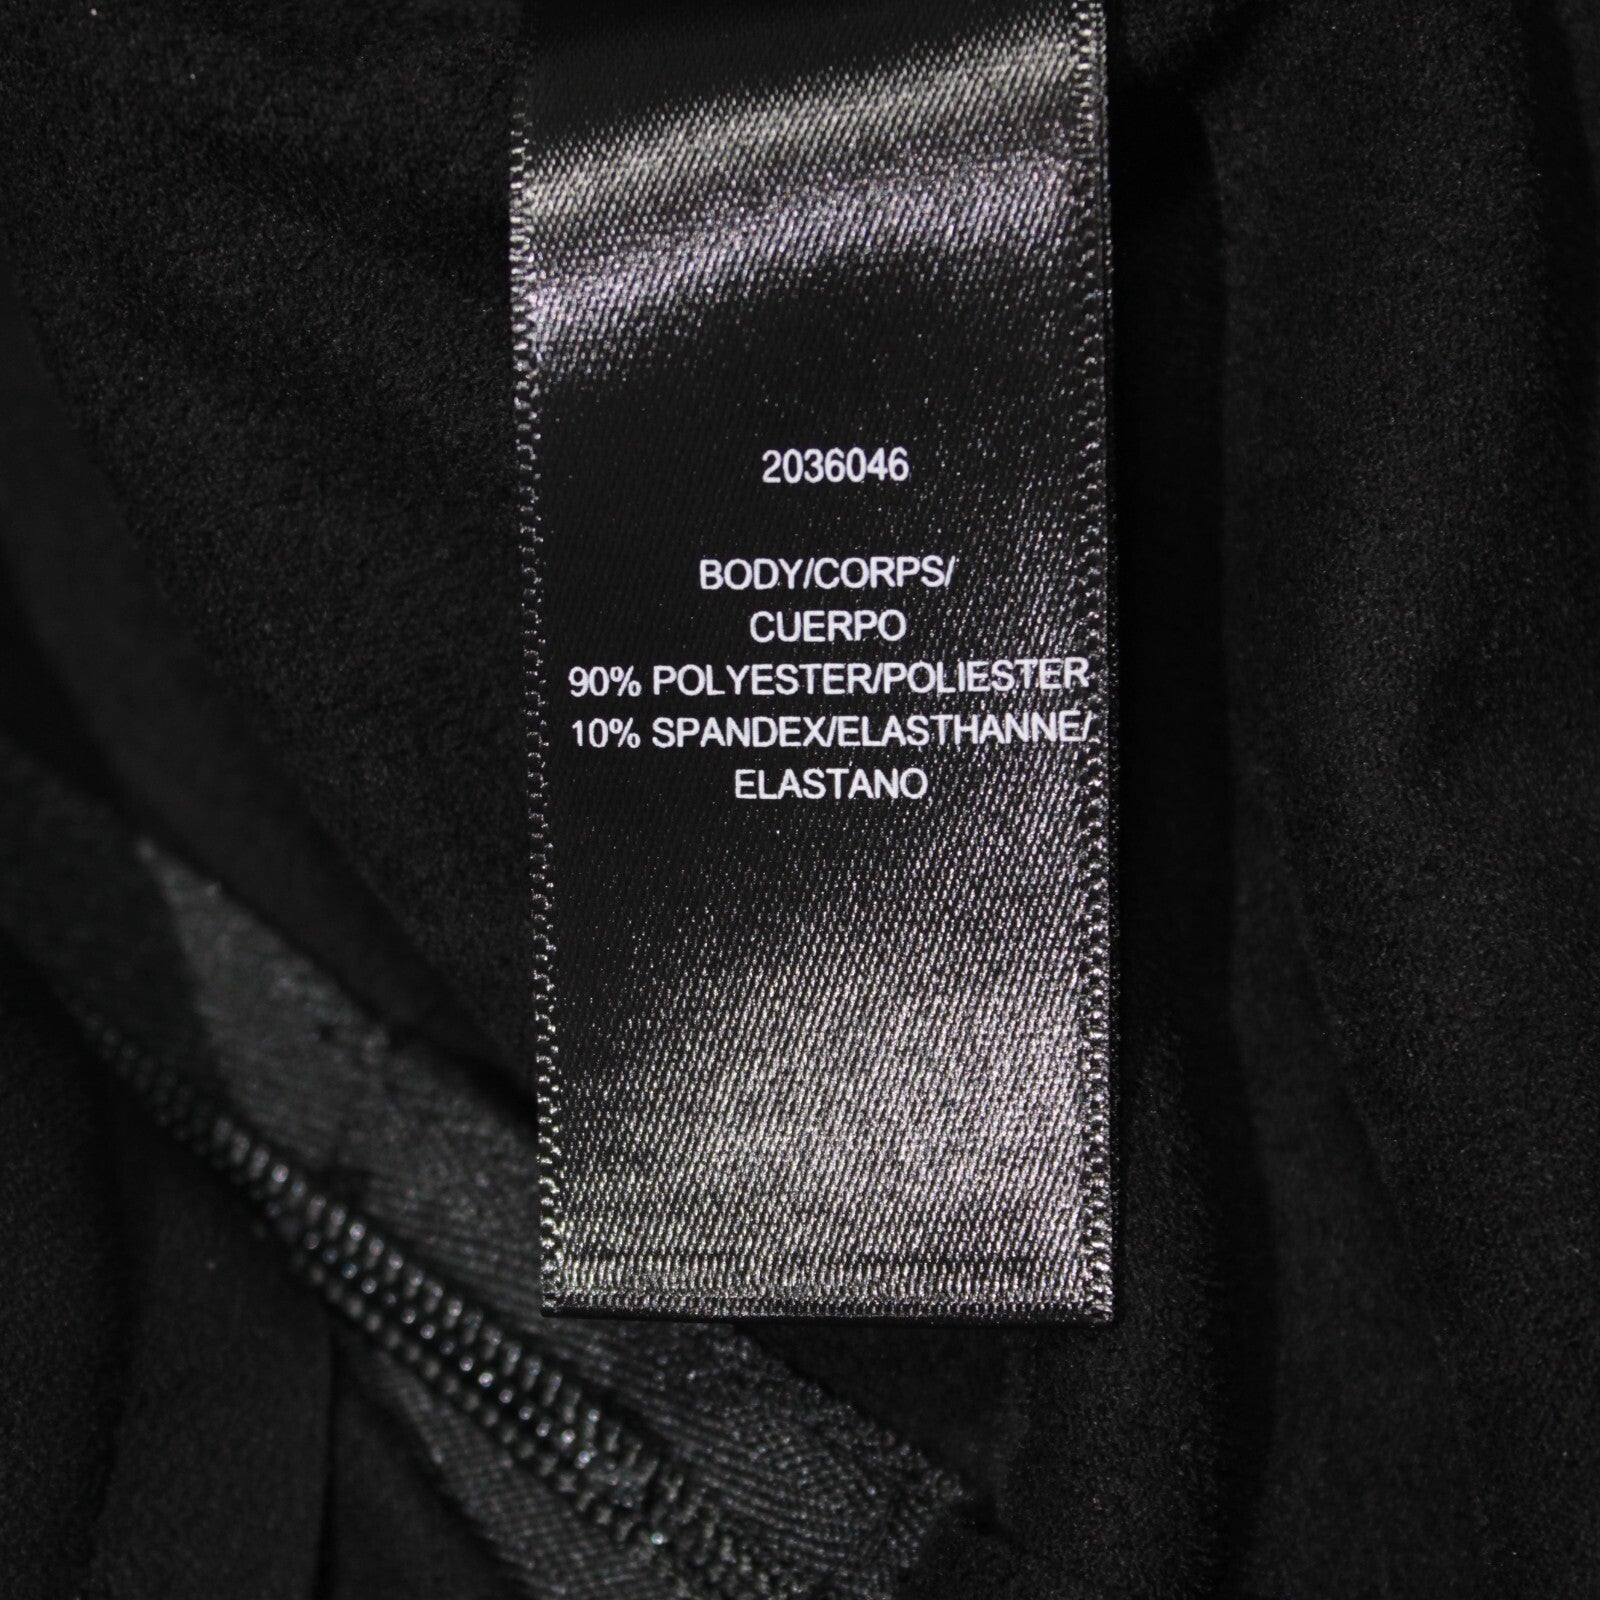 2036046
BODY/CORPS/
CUERPO
90% POLYESTER/POLIESTER
10% SPANDEX/ELASTHANNE/
ELASTANO